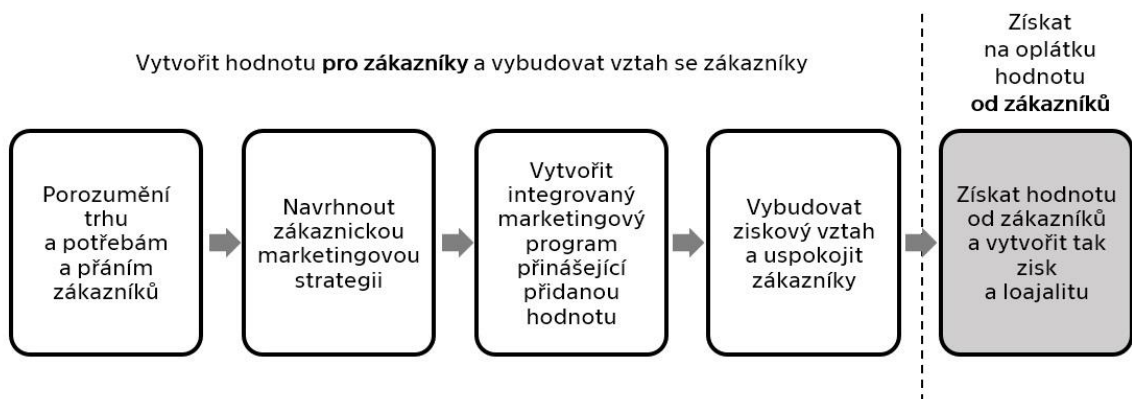 Vytvořit hodnotu pro zákazníky a vybudovat vztah se zákazníky
Získat
na oplátku
hodnotu
od zákazníků
Porozumění
trhu
a potřebám
a přáním
zákazníků
Navrhnout
zákaznickou
marketingovou
strategii
Vytvořit
integrovaný
marketingový
program
přinášející
přidanou
hodnotu
Vybudovat
ziskový vztah
a uspokojit
zákazníky
Získat hodnotu
od zákazníků
a vytvořit tak
zisk
a loajalitu